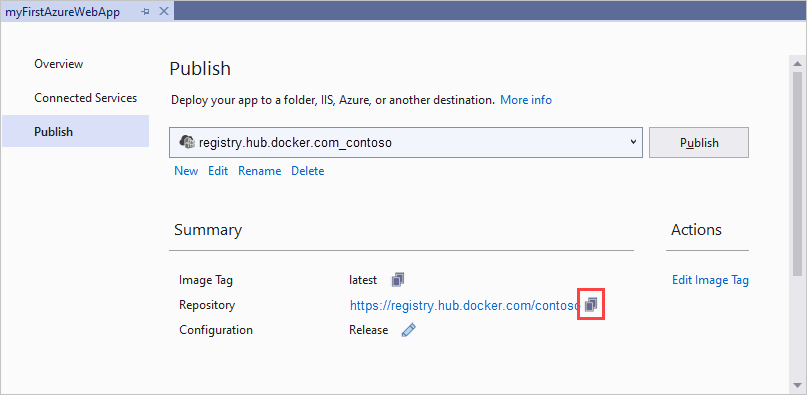 myFirstAzureWebApp
Overview
Connected Services
Publish
Publish
Deploy your app to a folder, IIS, Azure, or another destination. More info
registry.hub.docker.com_contoso
Publish
New Edit Rename Delete
Summary
Actions
Image Tag latest
Edit Image Tag
Repository https://registry.hub.docker.com/contoso
Configuration Release